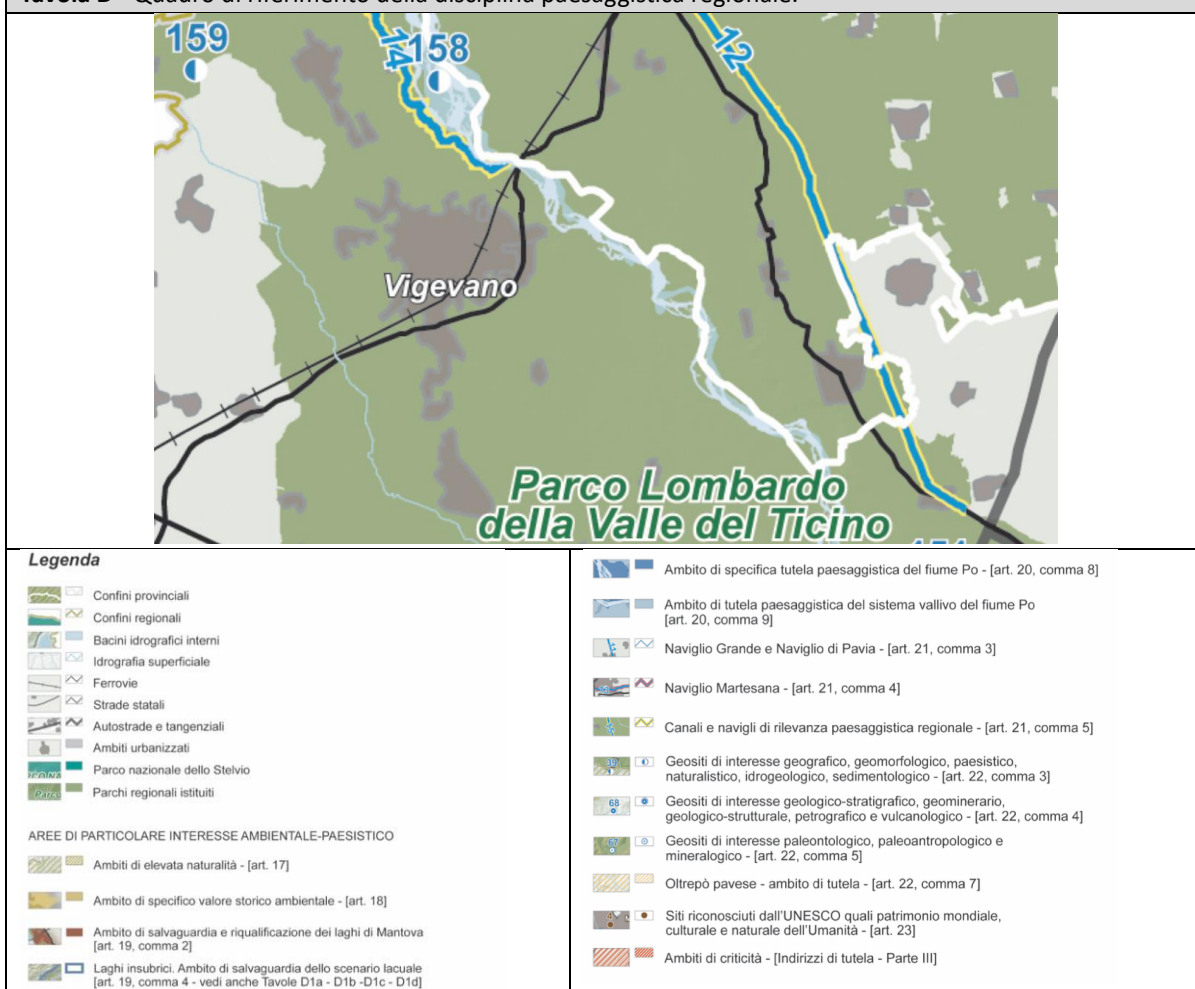 Tavola D - Quadro di riferimento della disciplina paesaggistica regionale.
159
14
158
12
Vigevano
Parco Lombardo
della Valle del Ticino
Legenda
Confini provinciali
Confini regionali
Bacini idrografici interni
Idrografia superficiale
Ferrovie
Strade statali
Autostrade e tangenziali
Ambiti urbanizzati
Parco nazionale dello Stelvio
Parchi regionali istituiti
AREE DI PARTICOLARE INTERESSE AMBIENTALE-PAESISTICO
Ambiti di elevata naturalità - [art. 17]
Ambito di specifico valore storico ambientale - [art. 18]
Ambito di salvaguardia e riqualificazione dei laghi di Mantova
[art. 19, comma 2]
Laghi insubrici. Ambito di salvaguardia dello scenario lacuale
[art. 19, comma 4 - vedi anche Tavole D1a - D1b -D1c - D1d]
Ambito di specifica tutela paesaggistica del fiume Po - [art. 20, comma 8]
Ambito di tutela paesaggistica del sistema vallivo del fiume Po
[art. 20, comma 9]
Naviglio Grande e Naviglio di Pavia - [art. 21, comma 3]
Naviglio Martesana - [art. 21, comma 4]
Canali e navigli di rilevanza paesaggistica regionale - [art. 21, comma 5]
Geositi di interesse geografico, geomorfologico, paesistico,
naturalistico, idrogeologico, sedimentologico - [art. 22, comma 3]
68
Geositi di interesse geologico-stratigrafico, geominerario,
geologico-strutturale, petrografico e vulcanologico - [art. 22, comma 4]
Geositi di interesse paleontologico, paleoantropologico e
mineralogico - [art. 22, comma 5]
Oltrepò pavese - ambito di tutela - [art. 22, comma 7]
Siti riconosciuti dall'UNESCO quali patrimonio mondiale,
culturale e naturale dell'Umanità - [art. 23]
Ambiti di criticità - [Indirizzi di tutela - Parte III]